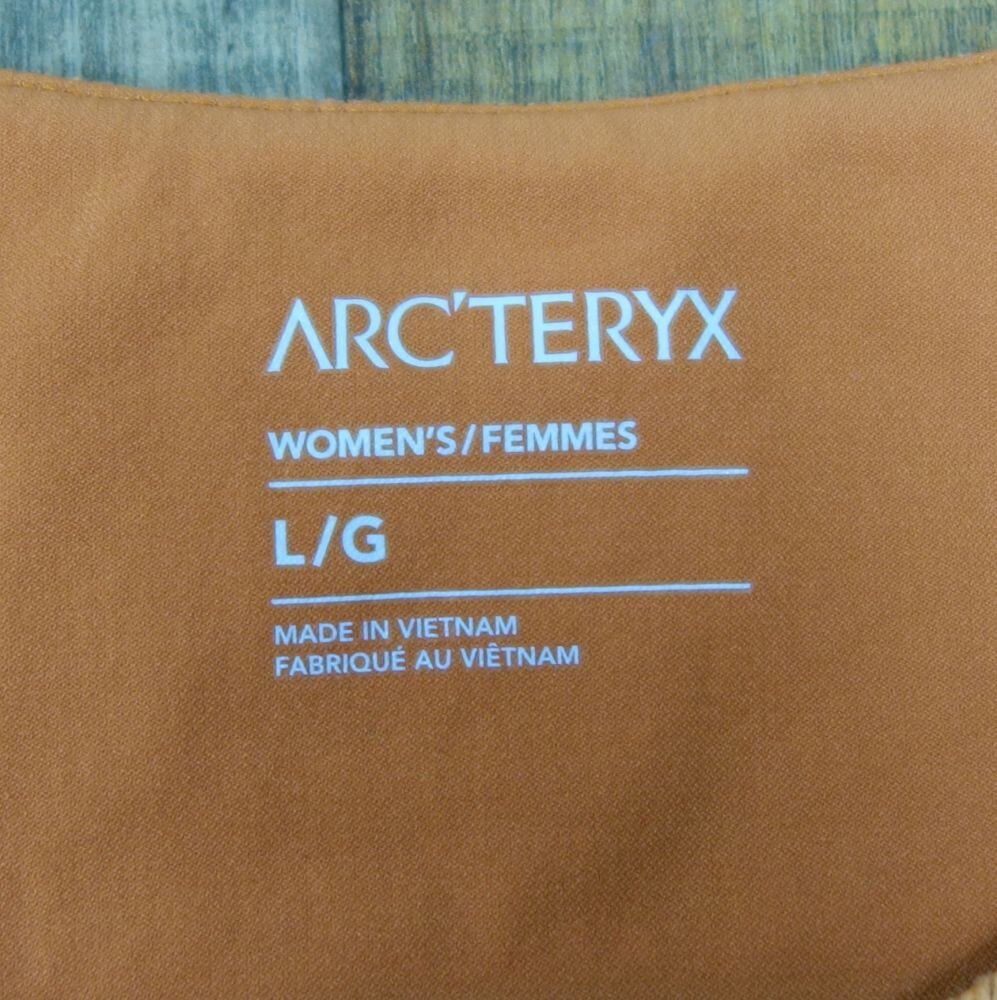 ARC'TERYX
WOMEN'S/FEMMES
L/G
MADE IN VIETNAM
FABRIQUÉ AU VIÊTNAM